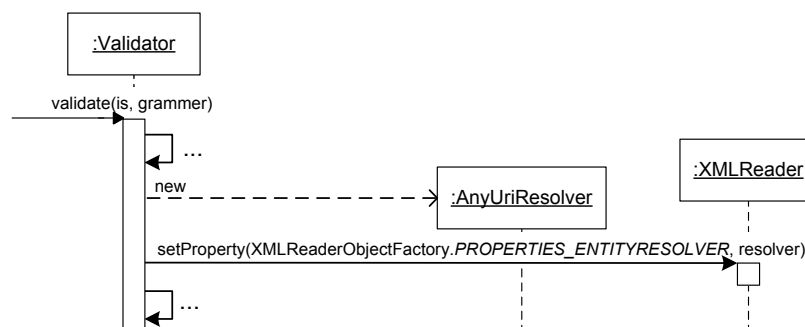 :Validator
validate(is, grammer)
...
new
:AnyUriResolver
:XMLReader
setProperty(XMLReaderObjectFactory.PROPERTIES_ENTITYRESOLVER, resolver)
...